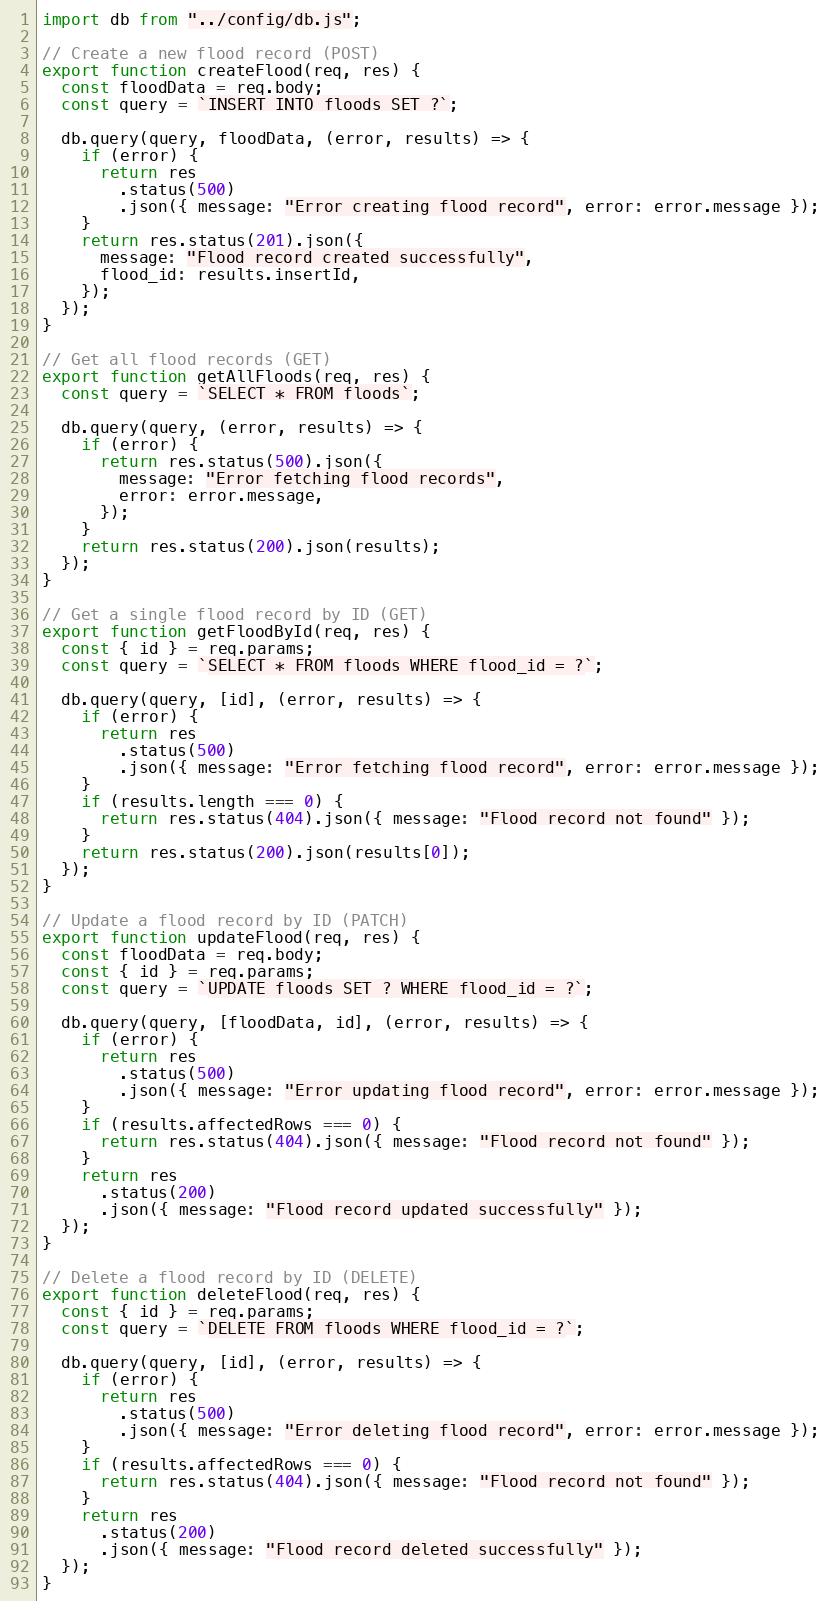 1 import db from "../config/db.js";
2
3 // Create a new flood record (POST)
4 export function createFlood(req, res) {
5   const floodData = req.body;
6   const query = `INSERT INTO floods SET ?`;
7
8   db.query(query, floodData, (error, results) => {
9     if (error) {
10       return res
11         .status(500)
12         .json({ message: "Error creating flood record", error: error.message });
13     }
14     return res.status(201).json({
15       message: "Flood record created successfully",
16       flood_id: results.insertId,
17     });
18   });
19 }
20
21 // Get all flood records (GET)
22 export function getAllFloods(req, res) {
23   const query = `SELECT * FROM floods`;
24
25   db.query(query, (error, results) => {
26     if (error) {
27       return res.status(500).json({
28         message: "Error fetching flood records",
29         error: error.message,
30       });
31     }
32     return res.status(200).json(results);
33   });
34 }
35
36 // Get a single flood record by ID (GET)
37 export function getFloodById(req, res) {
38   const { id } = req.params;
39   const query = `SELECT * FROM floods WHERE flood_id = ?`;
40
41   db.query(query, [id], (error, results) => {
42     if (error) {
43       return res
44         .status(500)
45         .json({ message: "Error fetching flood record", error: error.message });
46     }
47     if (results.length === 0) {
48       return res.status(404).json({ message: "Flood record not found" });
49     }
50     return res.status(200).json(results[0]);
51   });
52 }
53
54 // Update a flood record by ID (PATCH)
55 export function updateFlood(req, res) {
56   const floodData = req.body;
57   const { id } = req.params;
58   const query = `UPDATE floods SET ? WHERE flood_id = ?`;
59
60   db.query(query, [floodData, id], (error, results) => {
61     if (error) {
62       return res
63         .status(500)
64         .json({ message: "Error updating flood record", error: error.message });
65     }
66     if (results.affectedRows === 0) {
67       return res.status(404).json({ message: "Flood record not found" });
68     }
69     return res
70       .status(200)
71       .json({ message: "Flood record updated successfully" });
72   });
73 }
74
75 // Delete a flood record by ID (DELETE)
76 export function deleteFlood(req, res) {
77   const { id } = req.params;
78   const query = `DELETE FROM floods WHERE flood_id = ?`;
79
80   db.query(query, [id], (error, results) => {
81     if (error) {
82       return res
83         .status(500)
84         .json({ message: "Error deleting flood record", error: error.message });
85     }
86     if (results.affectedRows === 0) {
87       return res.status(404).json({ message: "Flood record not found" });
88     }
89     return res
90       .status(200)
91       .json({ message: "Flood record deleted successfully" });
92   });
93 }